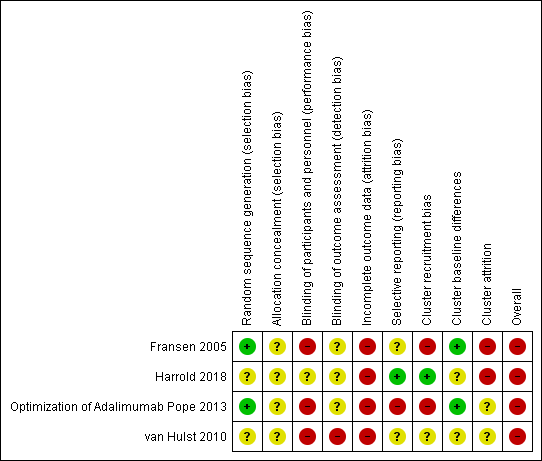 Random sequence generation (selection bias)
Allocation concealment (selection bias)
Blinding of participants and personnel (performance bias)
Blinding of outcome assessment (detection bias)
Incomplete outcome data (attrition bias)
Selective reporting (reporting bias)
Cluster recruitment bias
Cluster baseline differences
Cluster attrition
Overall
Fransen 2005 + ? - ? - ? - + - -
Harrold 2018 ? ? ? ? - + + ? - -
Optimization of Adalimumab Pope 2013 + ? - ? - - - + ? -
van Hulst 2010 ? ? - - - ? ? ? ? -